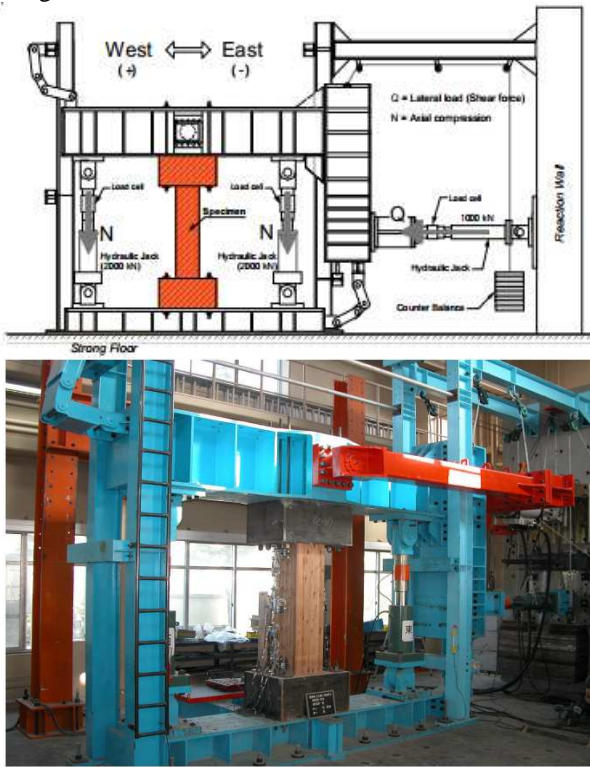 West East
(+) (-)
Q = Lateral load (Shear force)
N = Axial compression
Load cell
Load cell
Specimen
N
N
Hydraulic Jack
(2000 kN)
Hydraulic Jack
(2000 kN)
Q
Load cell
1000 kN
Hydraulic Jack
Counter Balance
Reaction Wall
Strong Floor
東